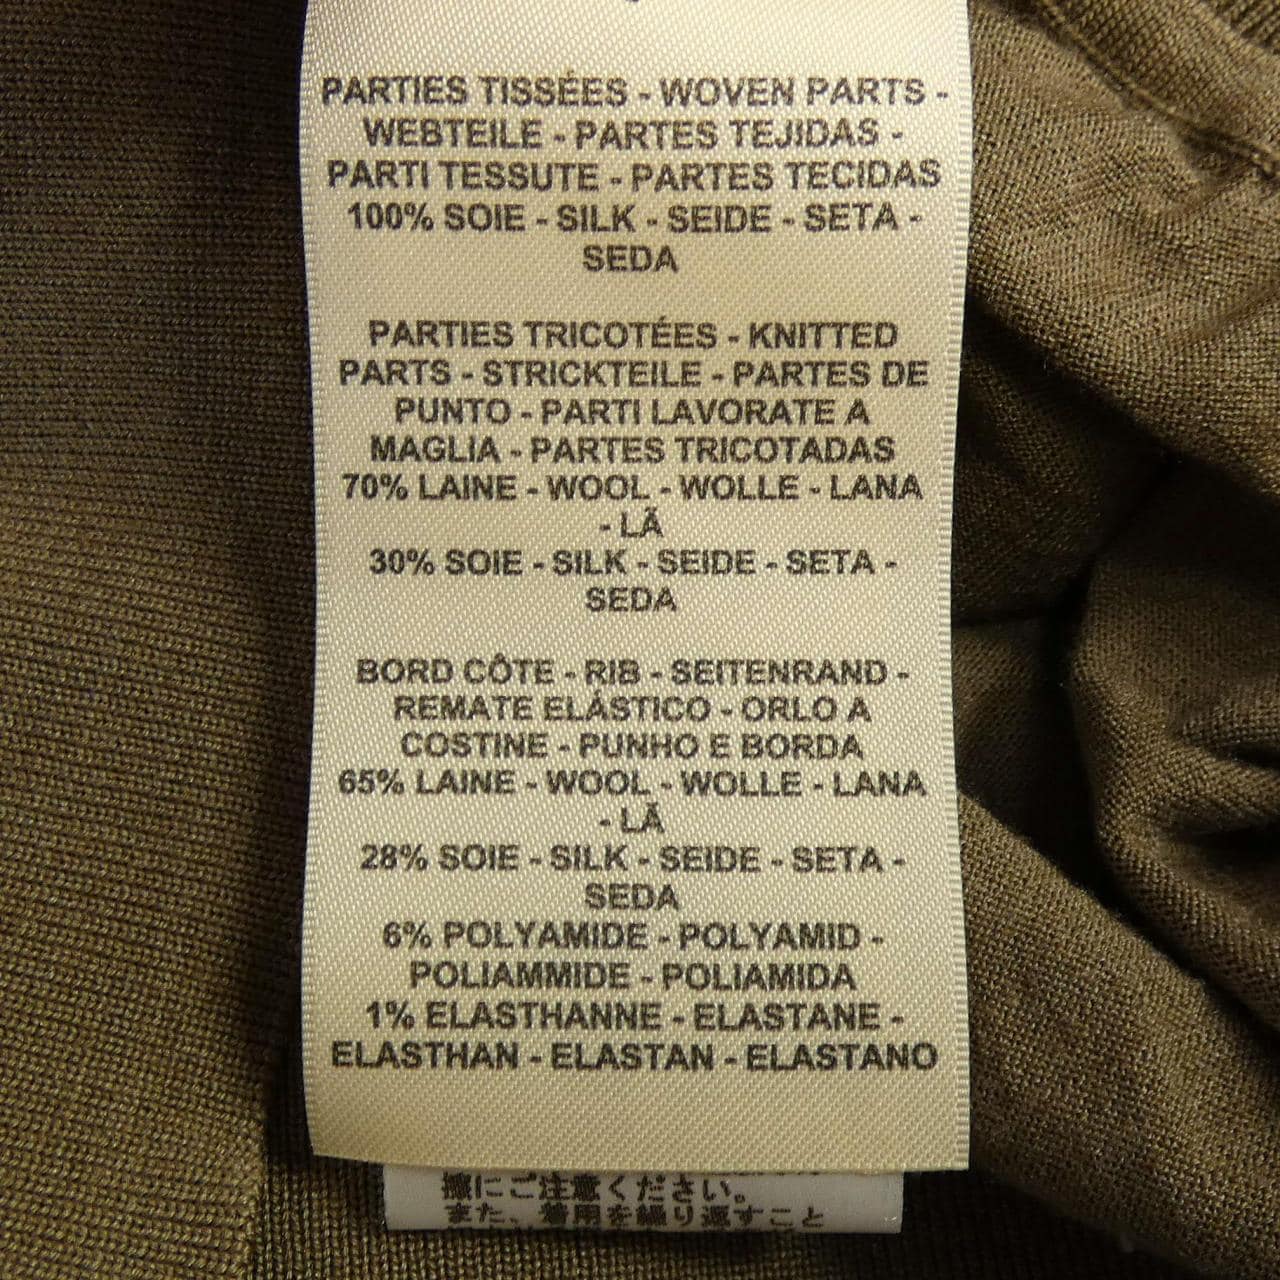 PARTIES TISSÉES - WOVEN PARTS -
WEBTEILE - PARTES TEJIDAS -
PARTI TESSUTE - PARTES TECIDAS
100% SOIE - SILK - SEIDE - SETA -
SEDA
PARTIES TRICOTÉES - KNITTED
PARTS - STRICKTEILE - PARTES DE
PUNTO - PARTI LAVORATE A
MAGLIA - PARTES TRICOTADAS
70% LAINE - WOOL - WOLLE - LANA
- LÃ
30% SOIE - SILK - SEIDE - SETA -
SEDA
BORD CÔTE - RIB - SEITENRAND -
REMATE ELÁSTICO - ORLO A
COSTINE - PUNHO E BORDA
65% LAINE - WOOL - WOLLE - LANA
- LÃ
28% SOIE - SILK - SEIDE - SETA -
SEDA
6% POLYAMIDE - POLYAMID -
POLIAMMIDE - POLIAMIDA
1% ELASTHANNE - ELASTANE -
ELASTHAN - ELASTAN - ELASTANO
擦にご注意ください。
また、着用を繰り返すこと